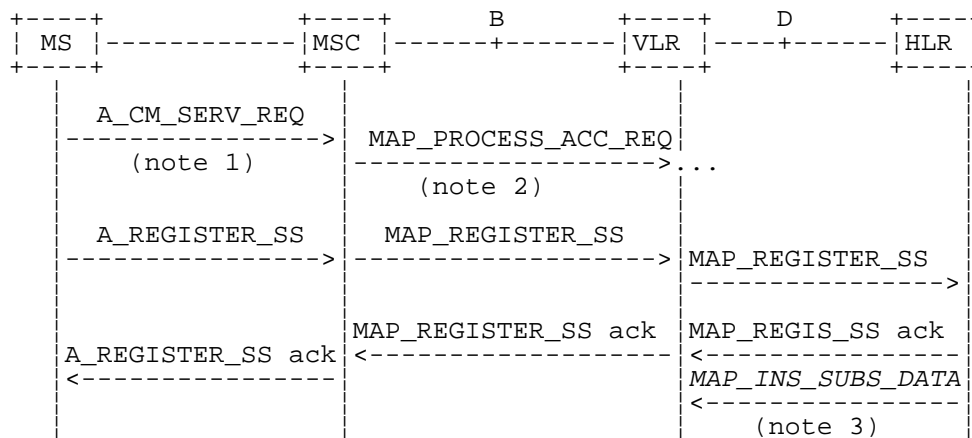 B D
MS MSC VLR HLR
A_CM_SERV_REQ
MAP_PROCESS_ACC_REQ
(note 1) ...
(note 2)
A_REGISTER_SS MAP_REGISTER_SS
MAP_REGISTER_SS
MAP_REGISTER_SS ack MAP_REGIS_SS ack
A_REGISTER_SS ack
MAP_INS_SUBS_DATA
(note 3)